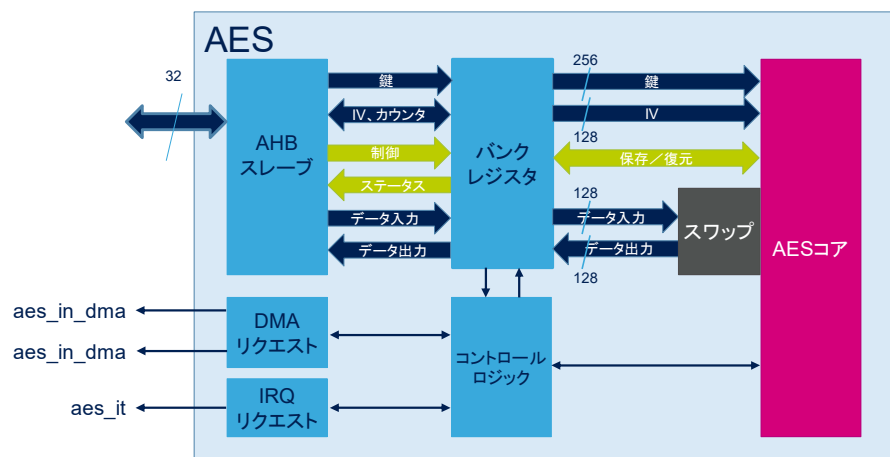 AES
32
256
鍵
鍵
IV、カウンタ
IV
128
AHB
スレーブ
制御
バンク
レジスタ
保存／復元
ステータス
128
データ入力
データ入力
スワップ
AESコア
データ出力
データ出力
128
aes_in_dma
DMA
リクエスト
aes_in_dma
コントロール
ロジック
aes_it
IRQ
リクエスト